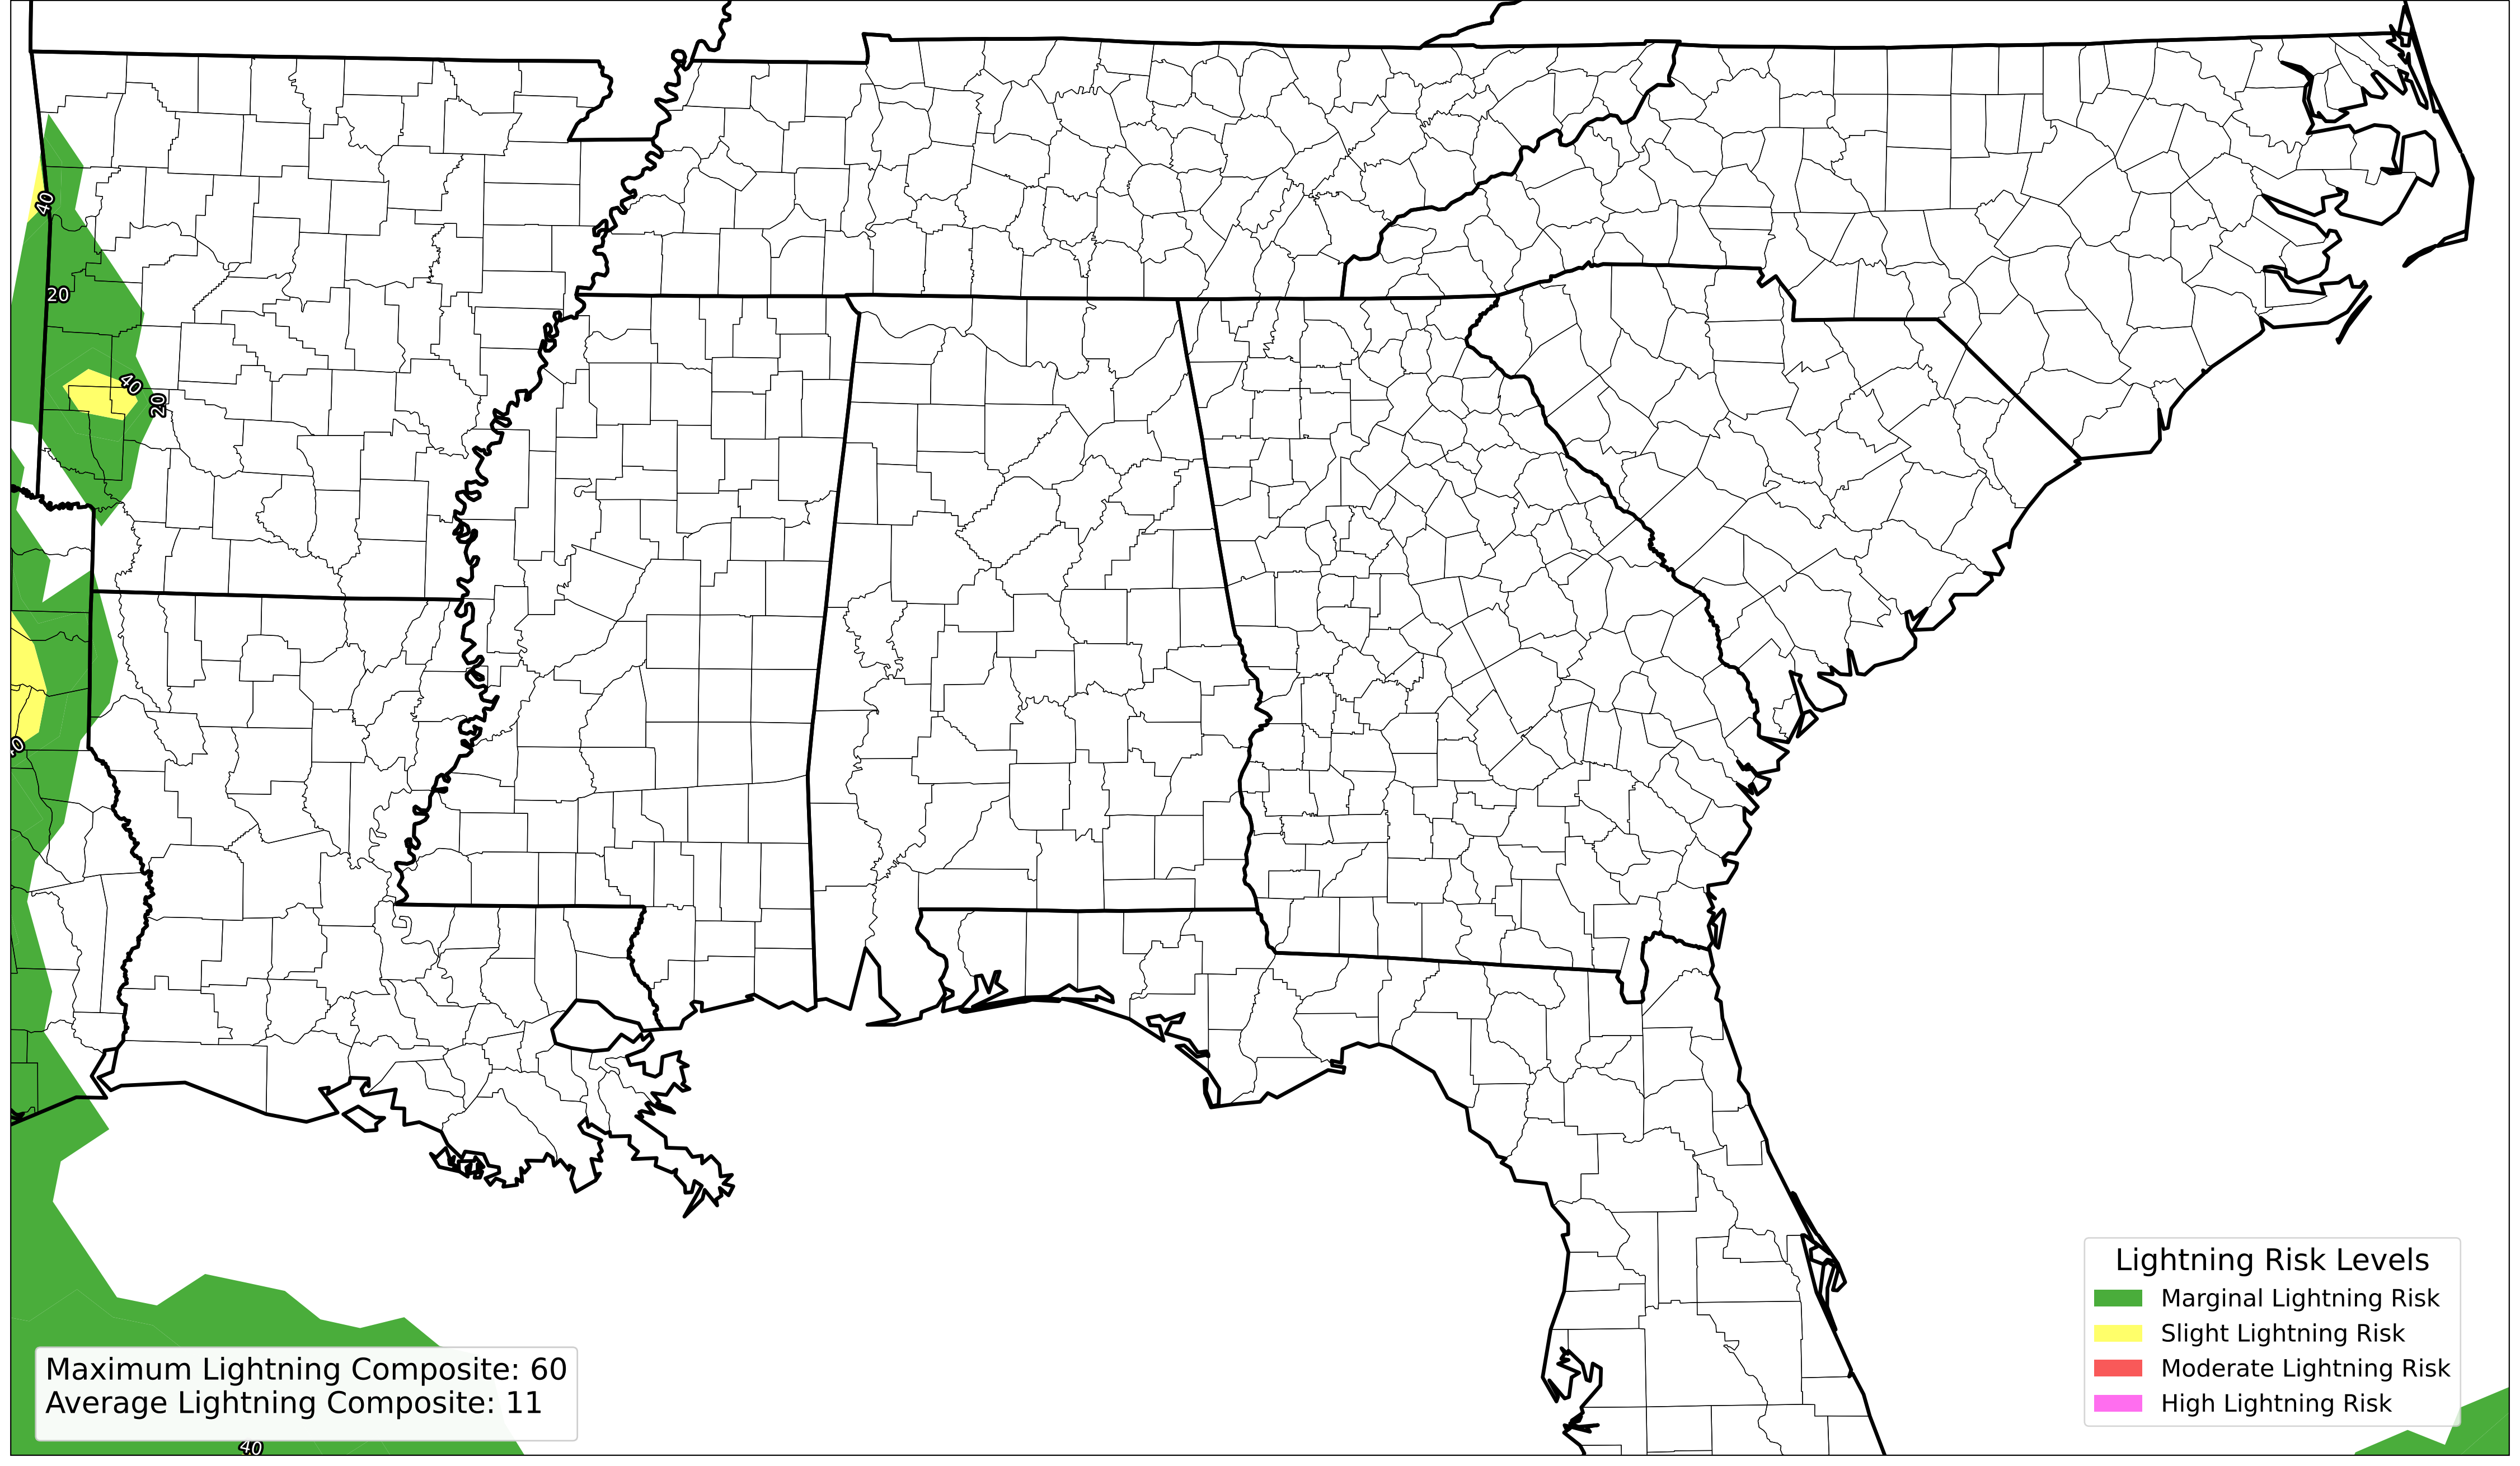 40
20
40
20
Maximum Lightning Composite: 60
Average Lightning Composite: 11
40
Lightning Risk Levels
Marginal Lightning Risk
Slight Lightning Risk
Moderate Lightning Risk
High Lightning Risk